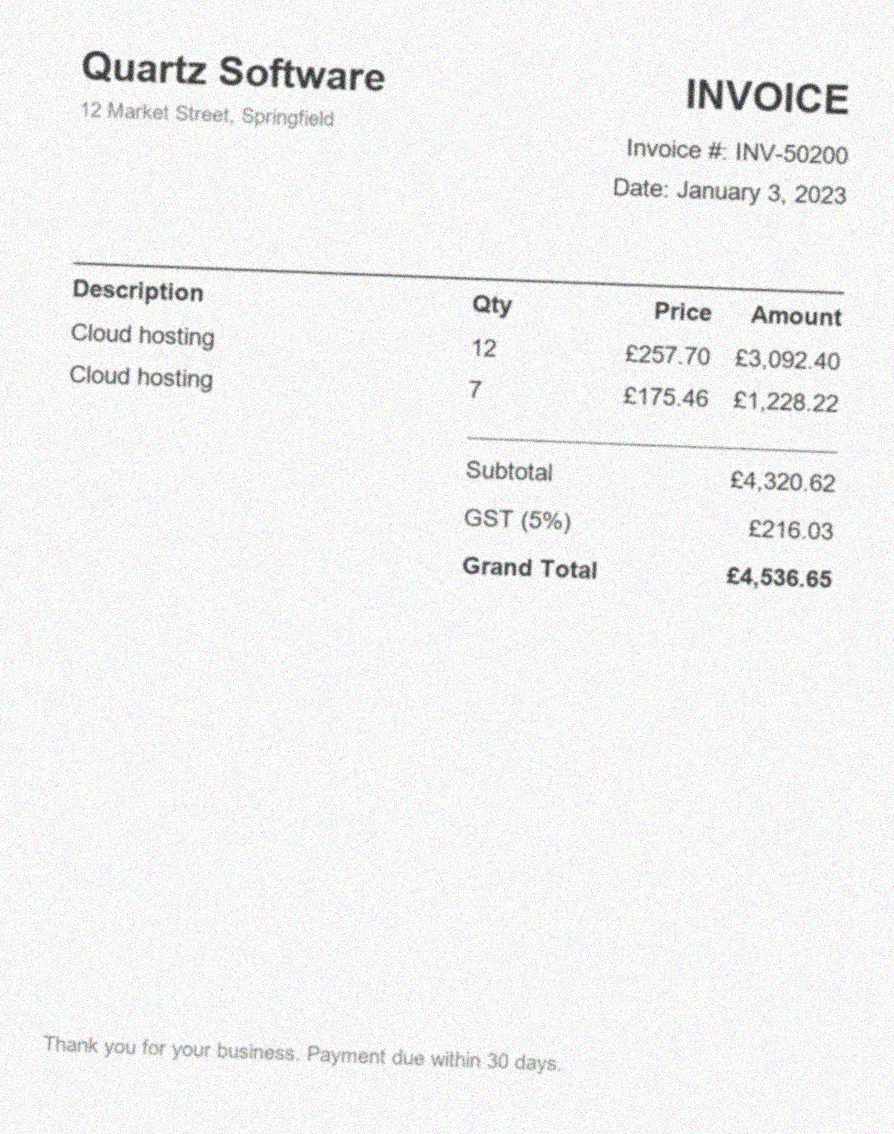 Quartz Software
12 Market Street, Springfield
INVOICE
Invoice #: INV-50200
Date: January 3, 2023
Description Qty Price Amount
Cloud hosting 12 £257.70 £3,092.40
Cloud hosting 7 £175.46 £1,228.22
Subtotal £4,320.62
GST (5%) £216.03
Grand Total £4,536.65
Thank you for your business. Payment due within 30 days.